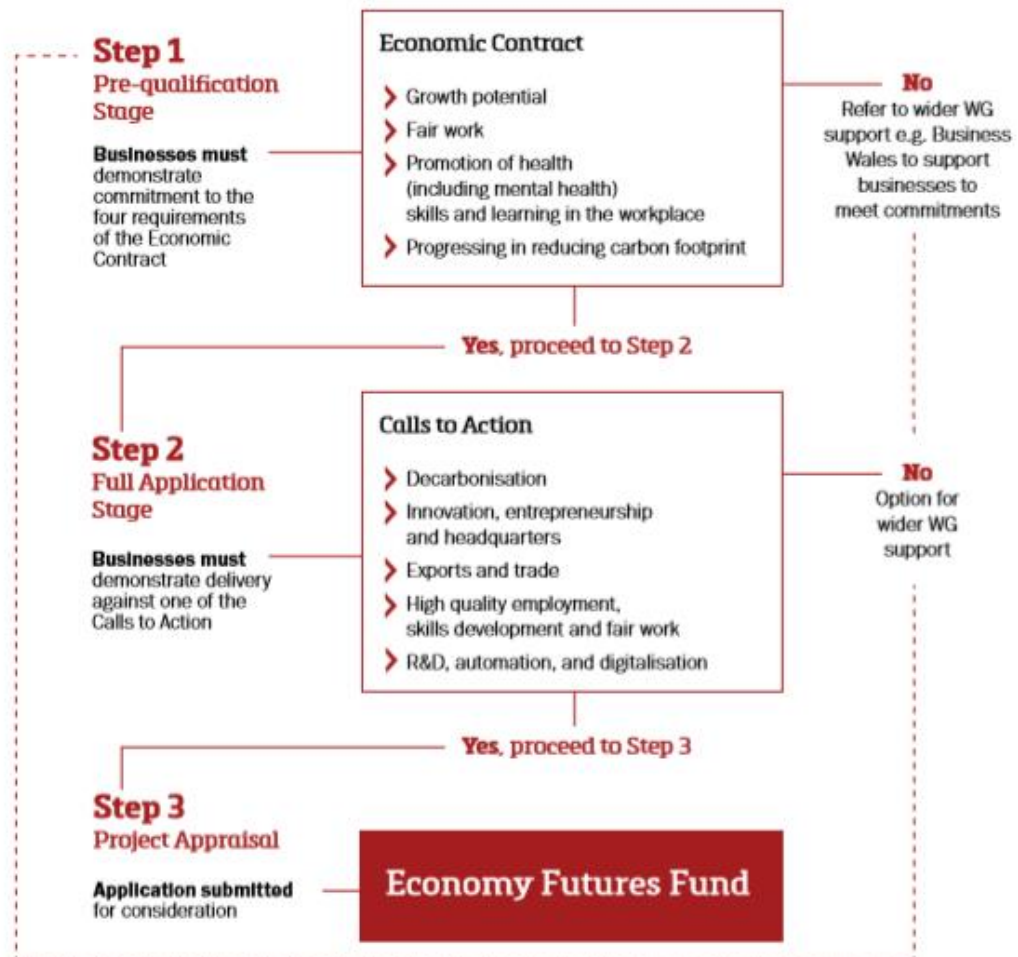 Step 1
Pre-qualification
Stage
Businesses must
demonstrate
commitment to the
four requirements
of the Economic
Contract
Economic Contract
Growth potential
Fair work
Promotion of health
(including mental health)
skills and learning in the workplace
Progressing in reducing carbon footprint
No
Refer to wider WG
support e.g. Business
Wales to support
businesses to
meet commitments
Yes, proceed to Step 2
Step 2
Full Application
Stage
Businesses must
demonstrate delivery
against one of the
Calls to Action
Calls to Action
Decarbonisation
Innovation, entrepreneurship
and headquarters
Exports and trade
High quality employment,
skills development and fair work
R&D, automation, and digitalisation
No
Option for
wider WG
support
Yes, proceed to Step 3
Step 3
Project Appraisal
Application submitted
for consideration
Economy Futures Fund